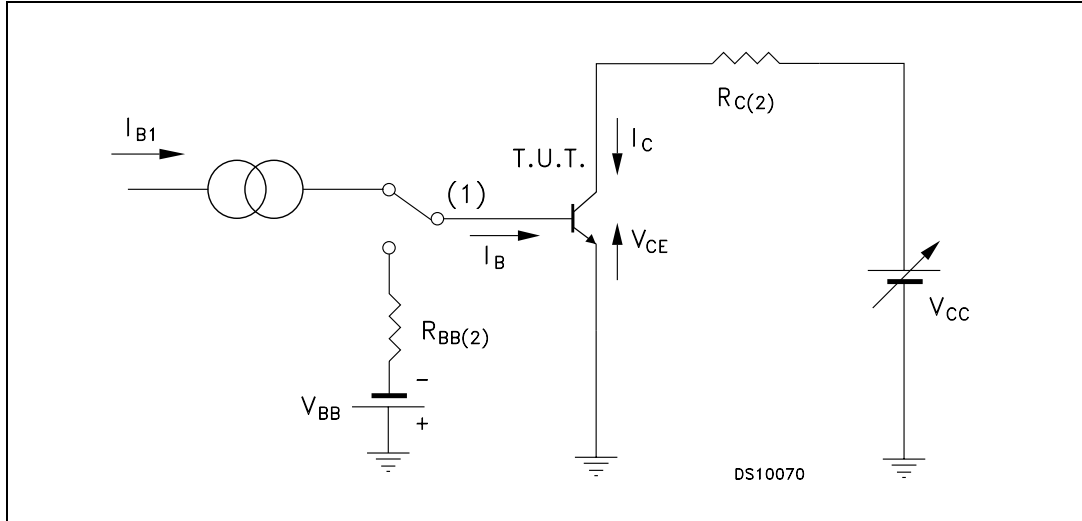 I_B1
R_C(2)
T.U.T.
I_C
(1)
I_B
V_CE
R_BB(2)
V_CC
V_BB
-
+
DS10070